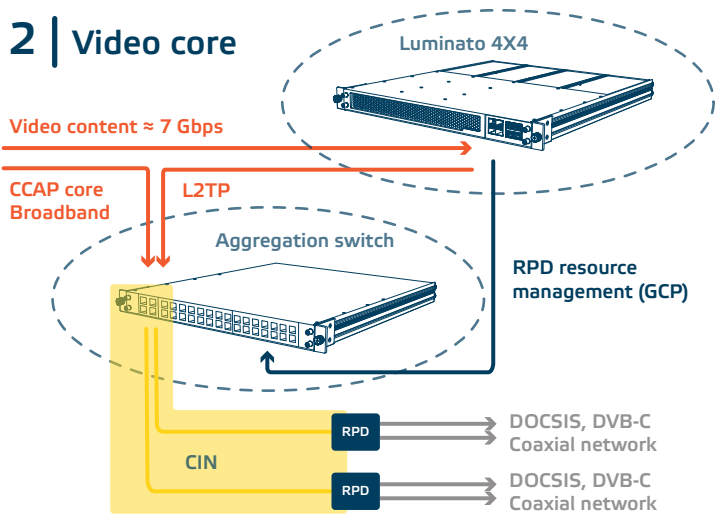 2 | Video core
Luminato 4X4
Video content ≈ 7 Gbps
CCAP core
Broadband
L2TP
Aggregation switch
RPD resource
management (GCP)
RPD
DOCSIS, DVB-C
Coaxial network
CIN
RPD
DOCSIS, DVB-C
Coaxial network